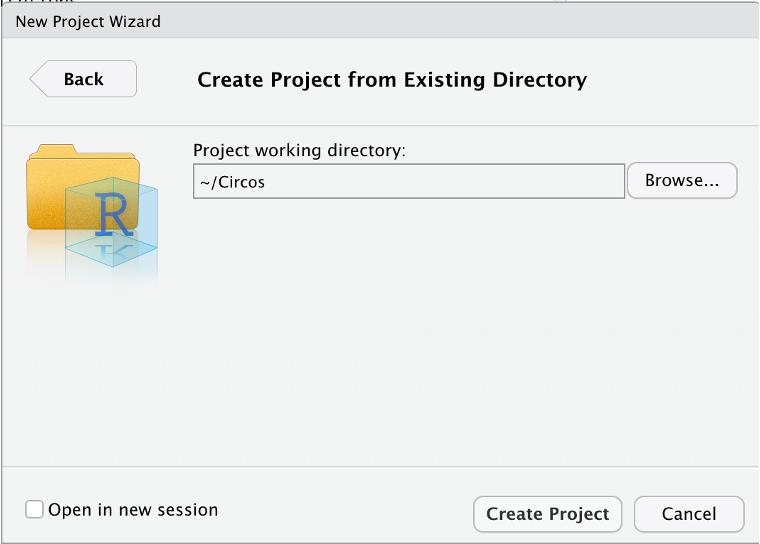 New Project Wizard
Back
Create Project from Existing Directory
Project working directory:
~/Circos
Browse...
R
Open in new session
Create Project
Cancel